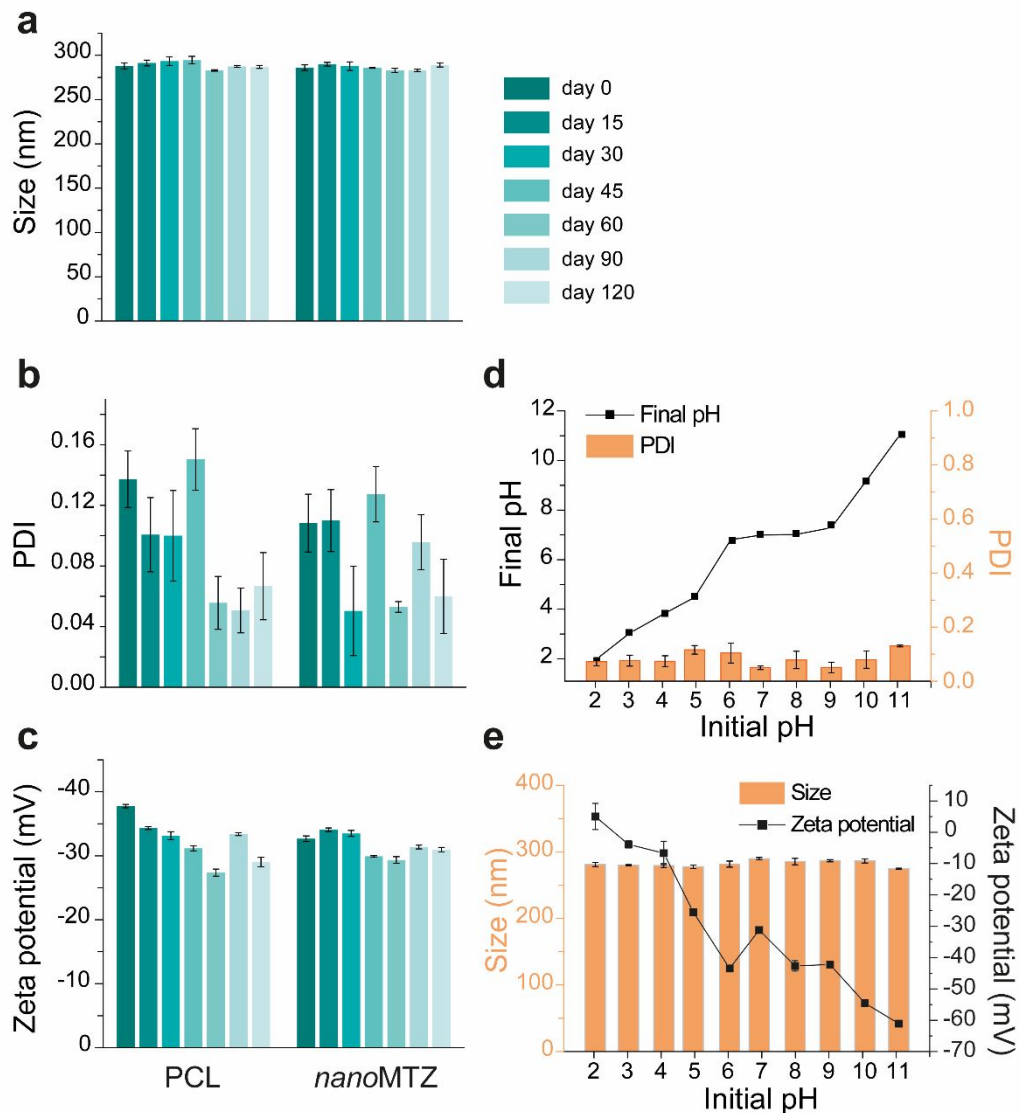 a
Size (nm)
300
250
200
150
100
50
0
day 0
day 15
day 30
day 45
day 60
day 90
day 120
b
PDI
0.16
0.12
0.08
0.04
0.00
c
Zeta potential (mV)
-40
-30
-20
-10
0
PCL
nanoMTZ
d
Final pH
PDI
Final pH
12
10
8
6
4
2
1.0
0.8
0.6
0.4
0.2
0.0
PDI
2 3 4 5 6 7 8 9 10 11
Initial pH
e
Size
Zeta potential
Size (nm)
400
300
200
100
0
10
0
-10
-20
-30
-40
-50
-60
-70
Zeta potential (mV)
2 3 4 5 6 7 8 9 10 11
Initial pH